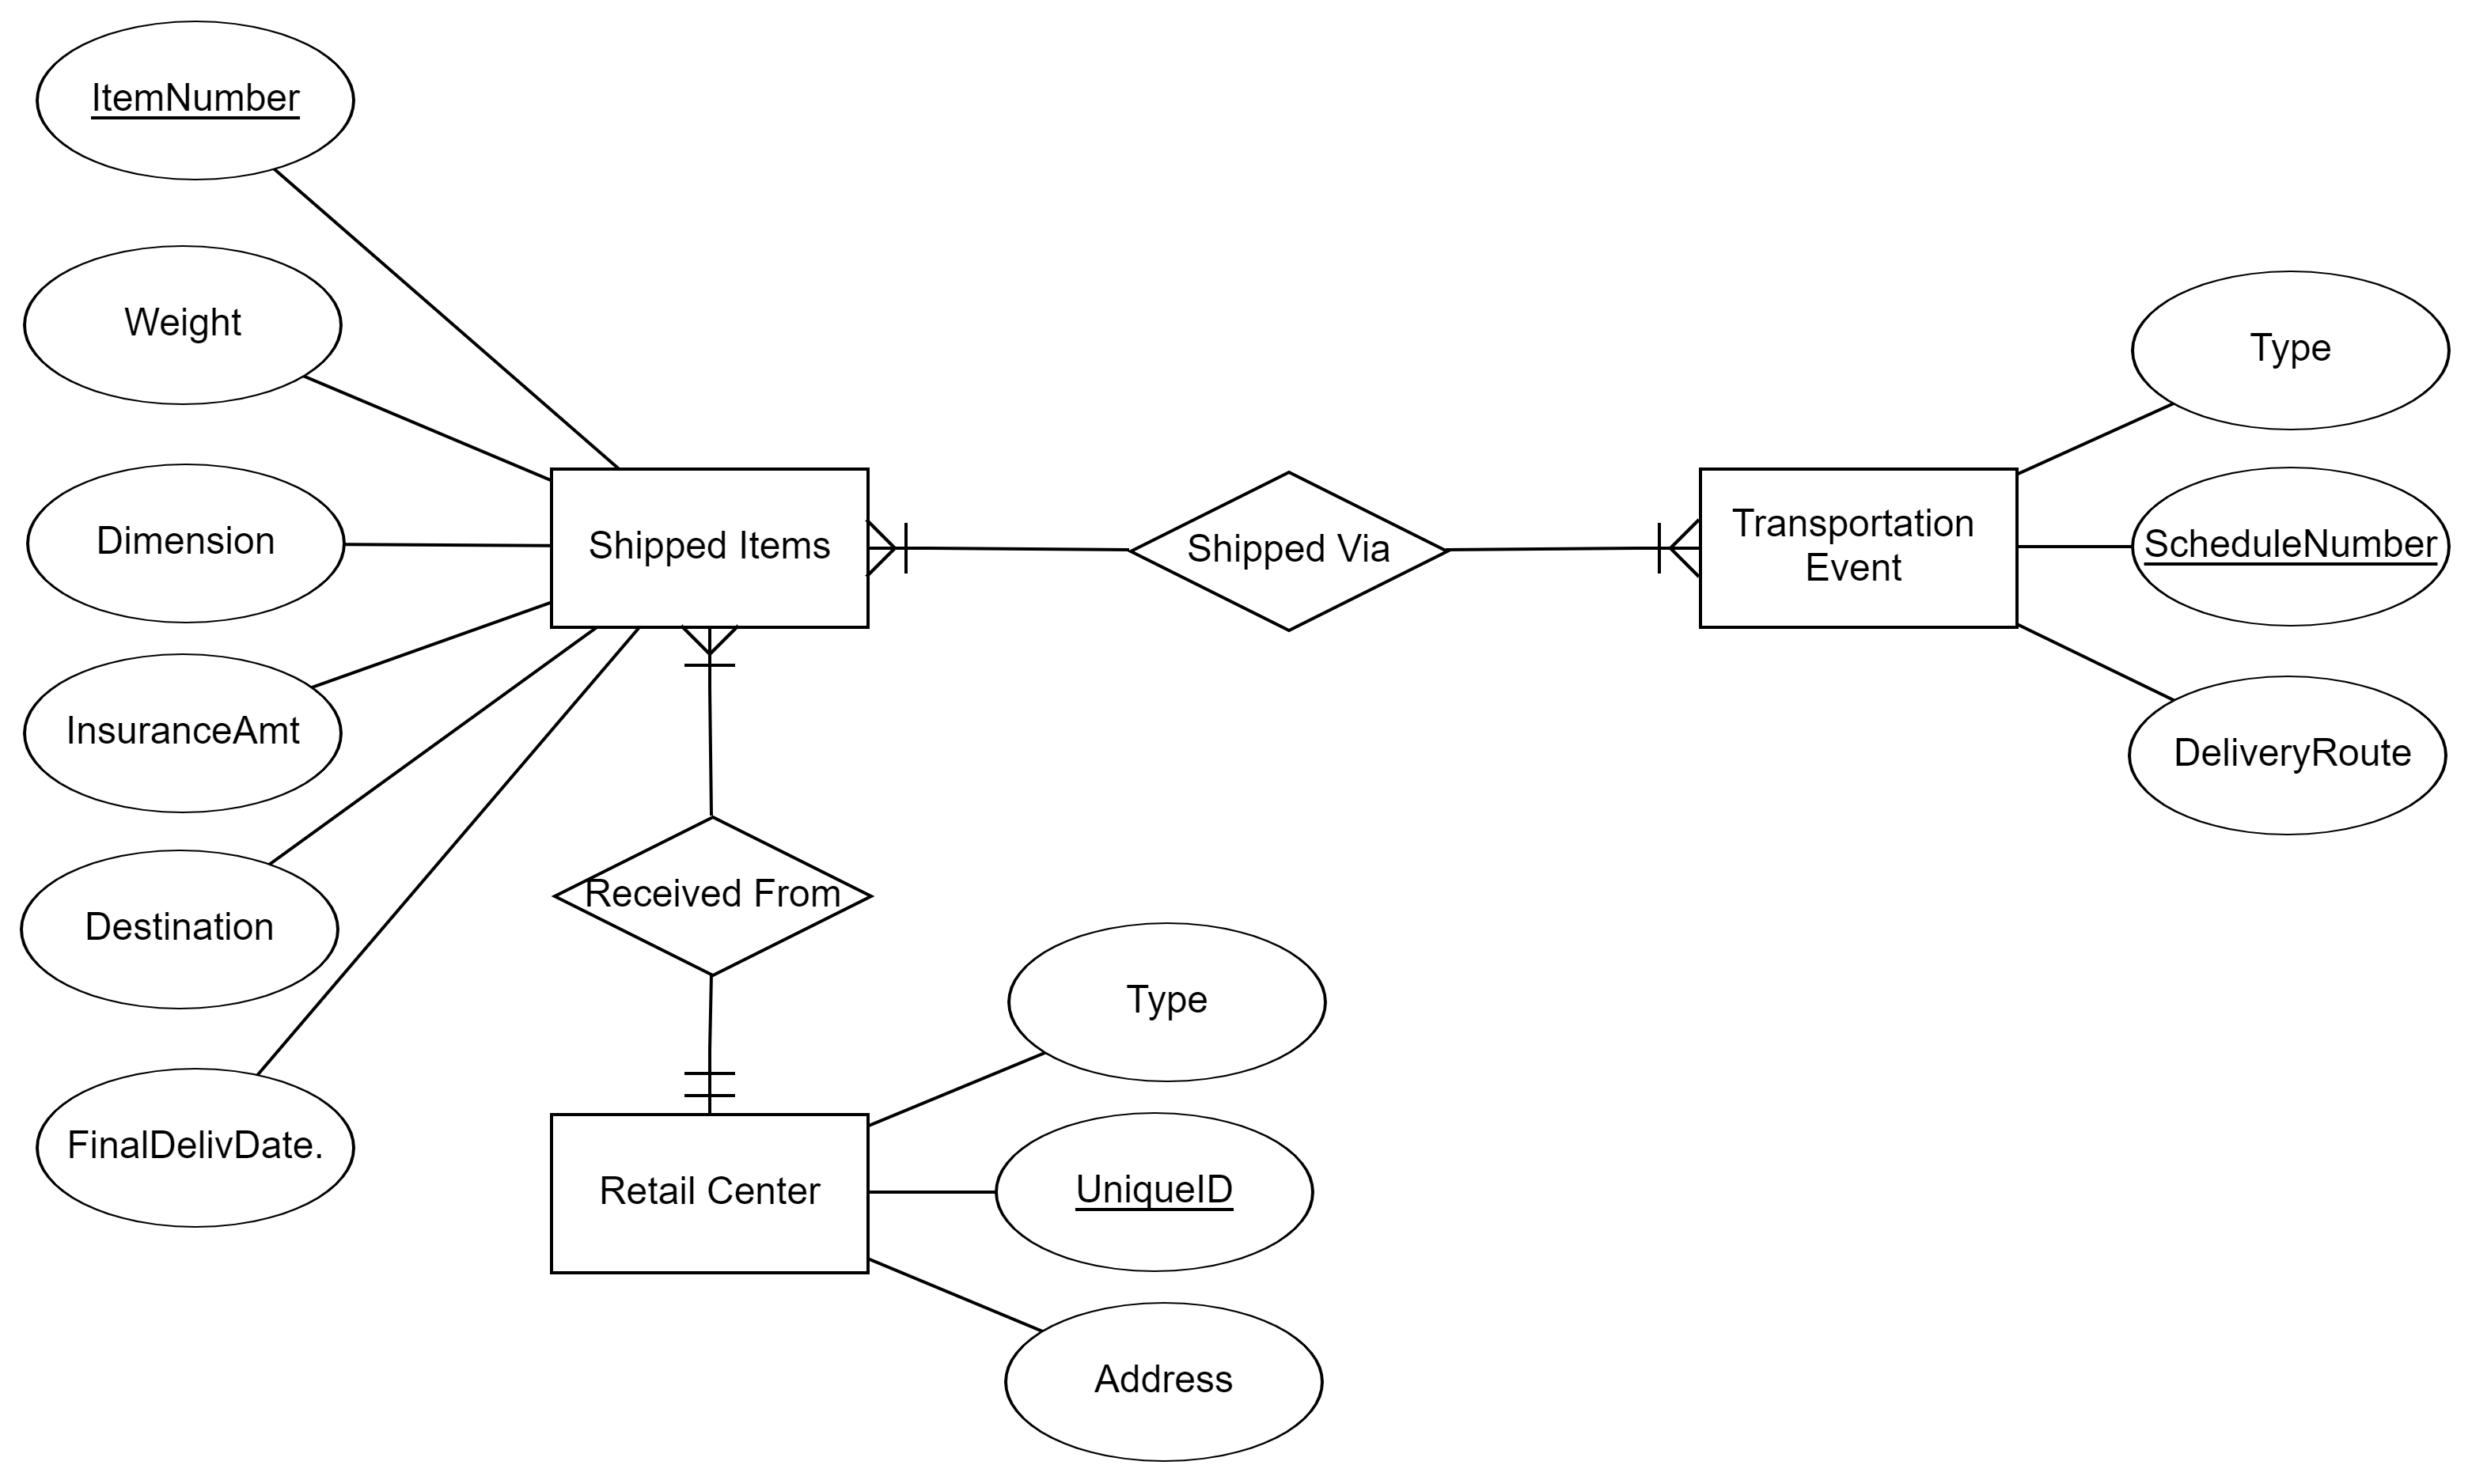 ItemNumber
Weight
Type
Dimension
Shipped Items
Shipped Via
Transportation
Event
ScheduleNumber
InsuranceAmt
DeliveryRoute
Destination
Received From
Type
FinalDelivDate.
Retail Center
UniqueID
Address